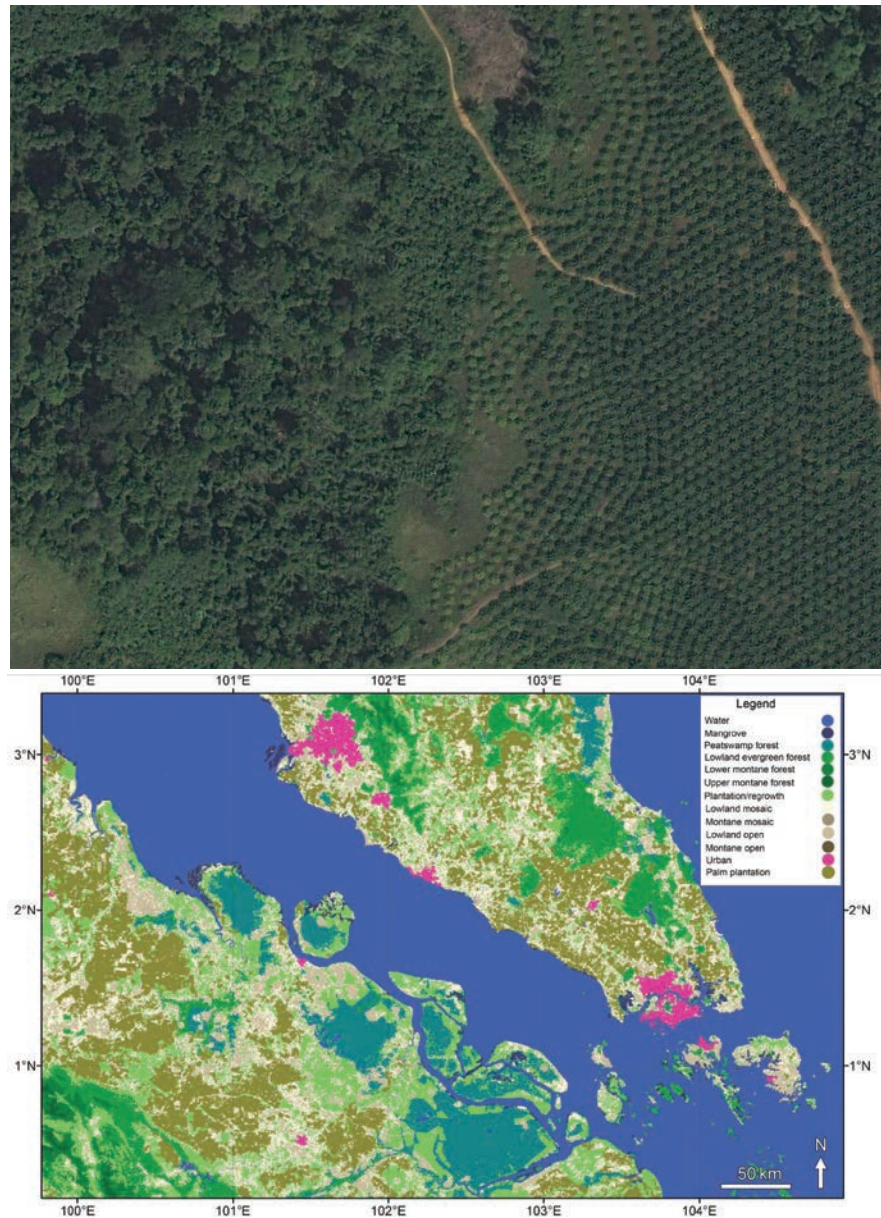 100°E 101°E 102°E 103°E 104°E
Legend
Water
Mangrove
Peatswamp forest
Lowland evergreen forest
Lower montane forest
Upper montane forest
Plantation/regrowth
Lowland mosaic
Montane mosaic
Lowland open
Montane open
Urban
Palm plantation
3°N 3°N
2°N 2°N
1°N 1°N
N
50 km
100°E 101°E 102°E 103°E 104°E